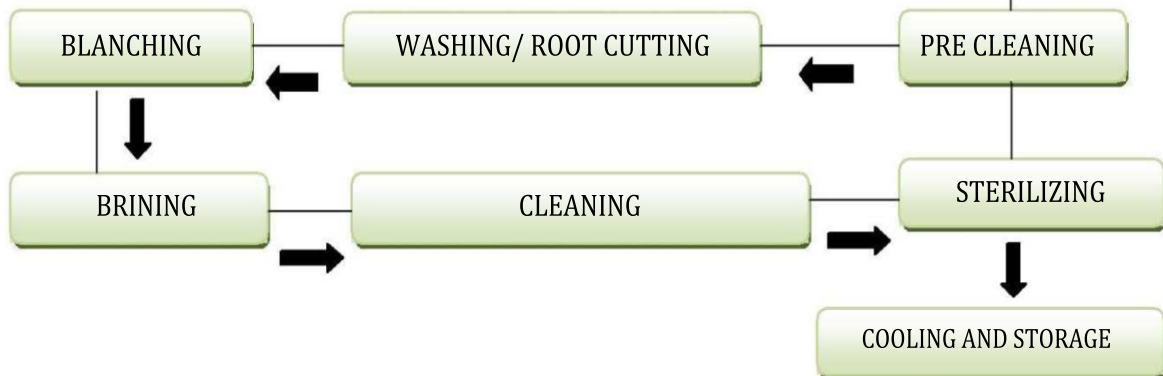 BLANCHING
WASHING/ ROOT CUTTING
PRE CLEANING
BRINING
CLEANING
STERILIZING
COOLING AND STORAGE